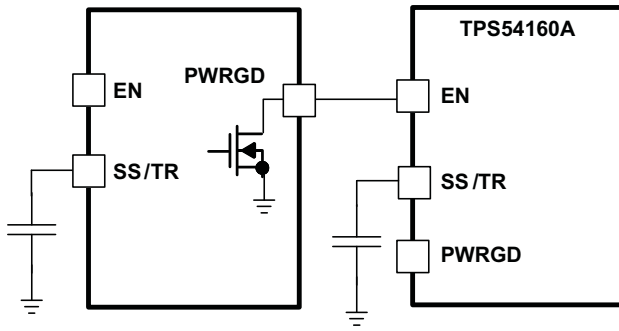 TPS54160A
PWRGD
EN
EN
SS/TR
SS/TR
PWRGD